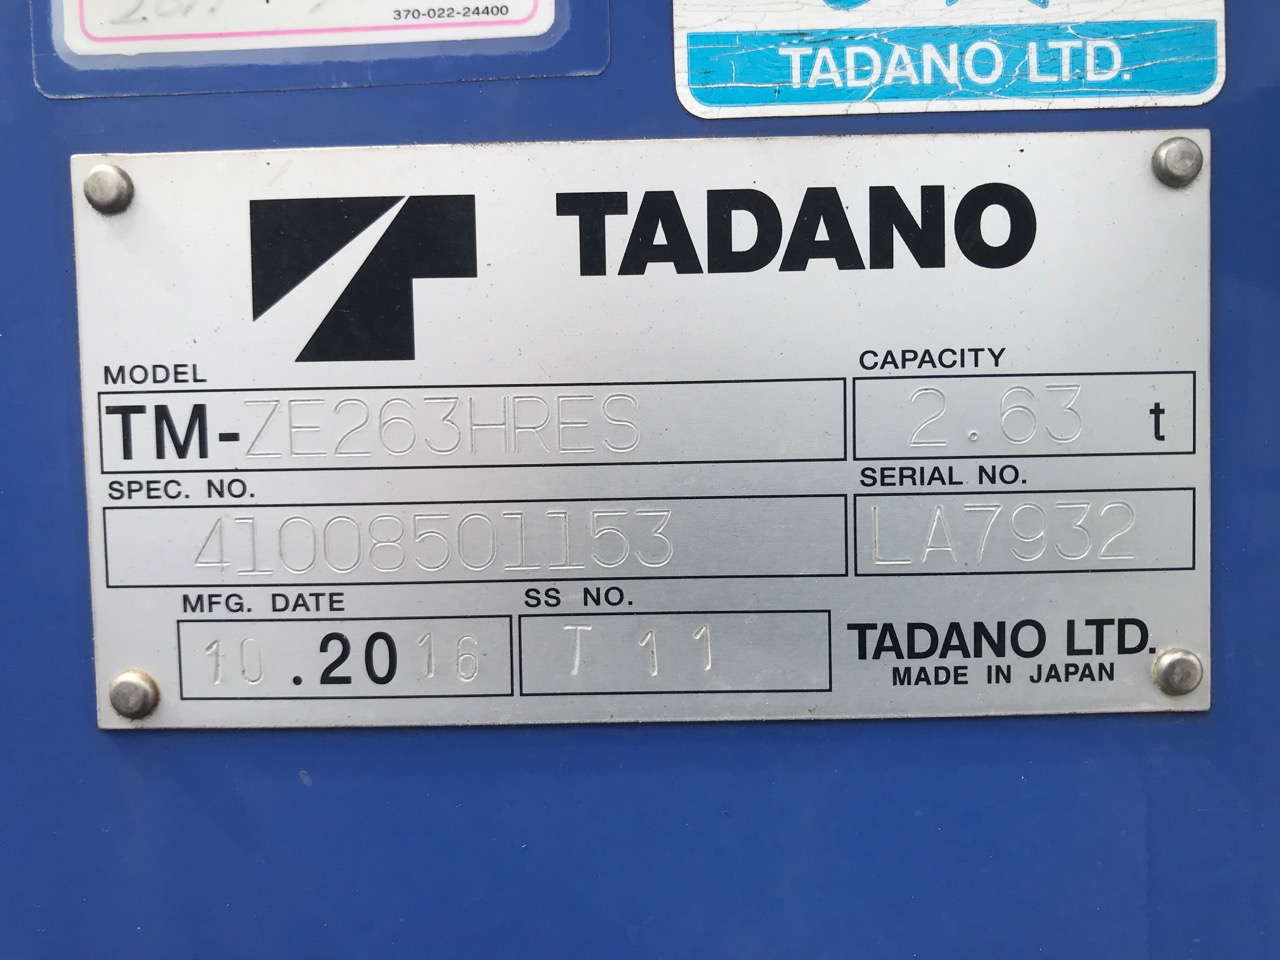 370-022-24400
TADANO LTD.
TADANO
MODEL
TM-ZE263HRES
CAPACITY
2.63 t
SPEC. NO.
41008501153
SERIAL NO.
LA7932
MFG. DATE
10.2016
SS NO.
T11
TADANO LTD.
MADE IN JAPAN